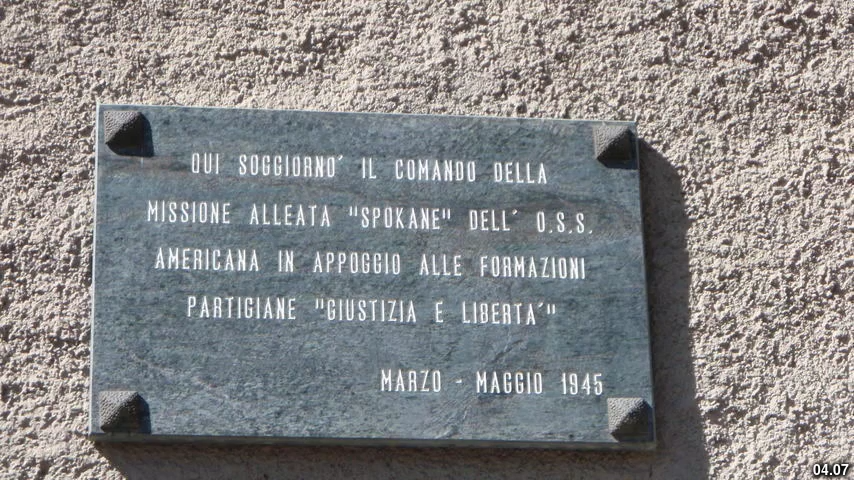 QUI SOGGIORNO´ IL COMANDO DELLA
MISSIONE ALLEATA "SPOKANE" DELL´ O.S.S.
AMERICANA IN APPOGGIO ALLE FORMAZIONI
PARTIGIANE "GIUSTIZIA E LIBERTA´"
MARZO - MAGGIO 1945
04.07